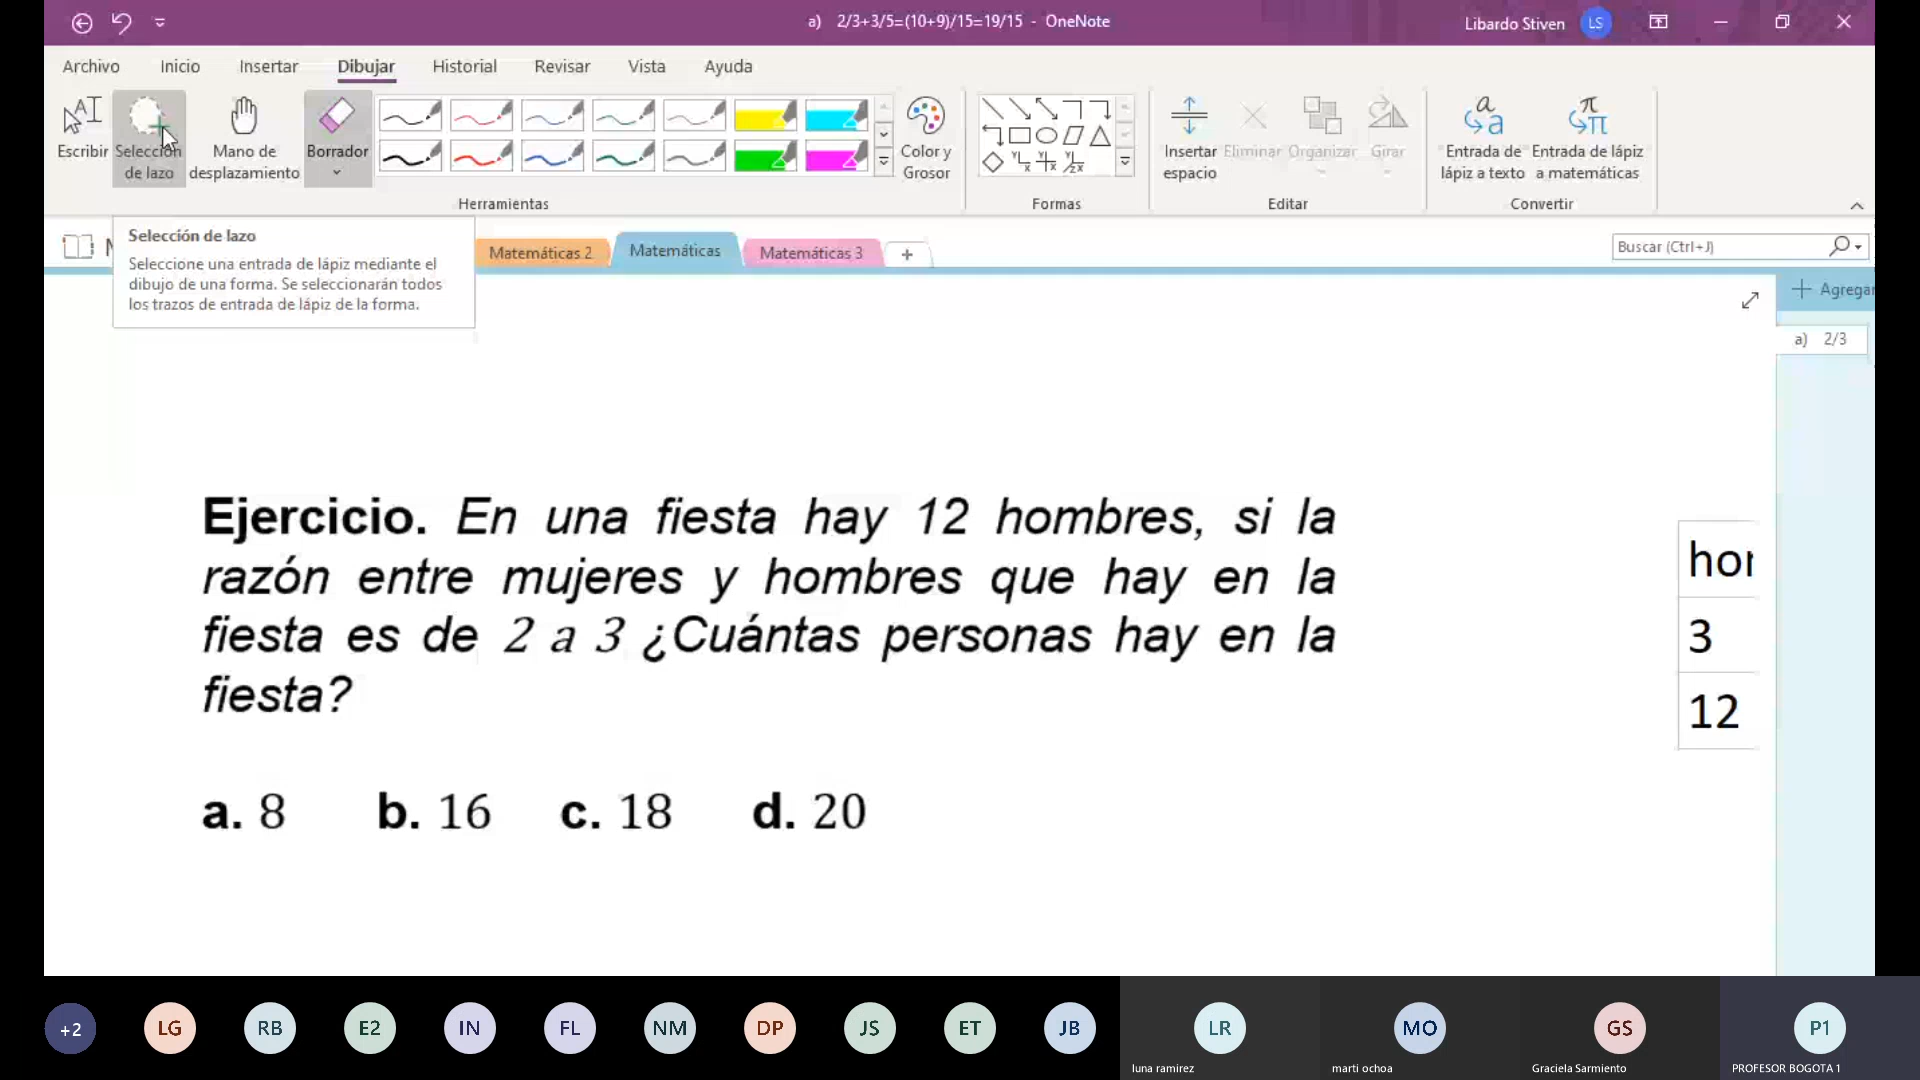 a) 2/3+3/5=(10+9)/15=19/15 - OneNote
Libardo Stiven LS
Archivo Inicio Insertar Dibujar Historial Revisar Vista Ayuda
Escribir
Selección de lazo
Mano de desplazamiento
Borrador
Color y Grosor
Insertar espacio
Eliminar
Organizar
Girar
Entrada de lápiz a texto
Entrada de lápiz a matemáticas
Herramientas Formas Editar Convertir
Selección de lazo
Seleccione una entrada de lápiz mediante el
dibujo de una forma. Se seleccionarán todos
los trazos de entrada de lápiz de la forma.
Matemáticas 2 Matemáticas Matemáticas 3 +
Buscar (Ctrl+J)
Agregar
a) 2/3
Ejercicio. En una fiesta hay 12 hombres, si la
razón entre mujeres y hombres que hay en la
fiesta es de 2 a 3 ¿Cuántas personas hay en la
fiesta?
a. 8 b. 16 c. 18 d. 20
3
12
+2 LG RB E2 IN FL NM DP JS ET JB LR MO GS P1
luna ramirez marti ochoa Graciela Sarmiento PROFESOR BOGOTA 1